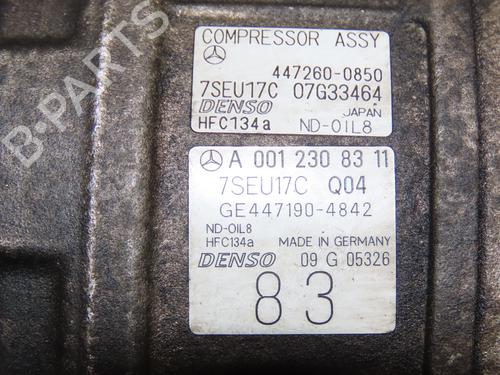 B-PARTS
COMPRESSOR ASSY
447260-0850
7SEU17C 07G33464
DENSO JAPAN
HFC134a ND-OIL8
A 001 230 83 11
7SEU17C Q04
GE447190-4842
ND-OIL8
HFC134a MADE IN GERMANY
DENSO 09 G 05326
83